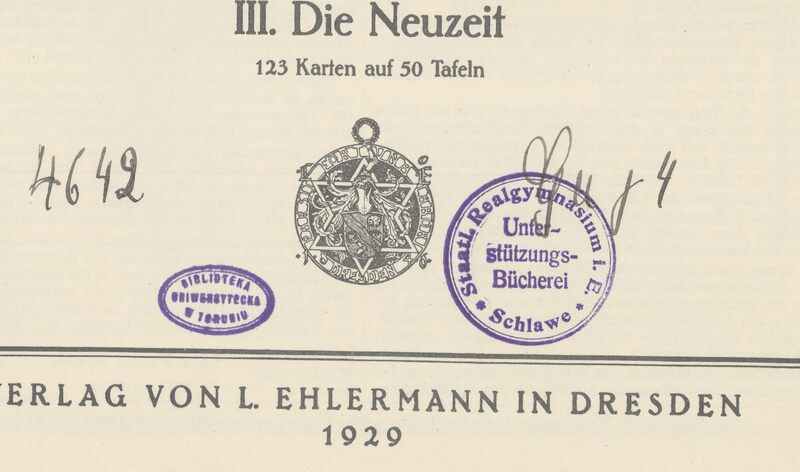 III. Die Neuzeit
123 Karten auf 50 Tafeln
4642
Staatl. Realgymnasium i. E.
Unter-
stützungs-
Bücherei
* Schlawe *
BIBLIOTEKA
UNIWERSYTECKA
W TORUNIU
DRESDEN
VERLAG VON L. EHLERMANN IN DRESDEN
1929